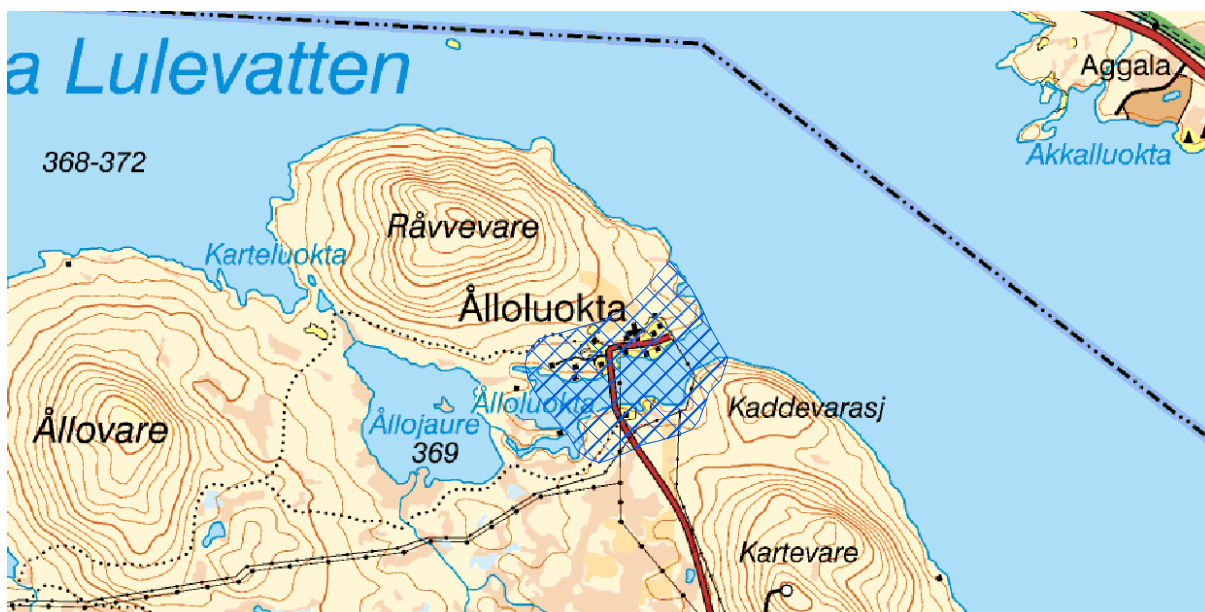 a Lulevatten
Aggala
Akkalluokta
368-372
Råvvevare
Karteluokta
Ålloluokta
Ålloluokta
Kaddevarasj
Ållovare
Ållojaure
369
Kartevare